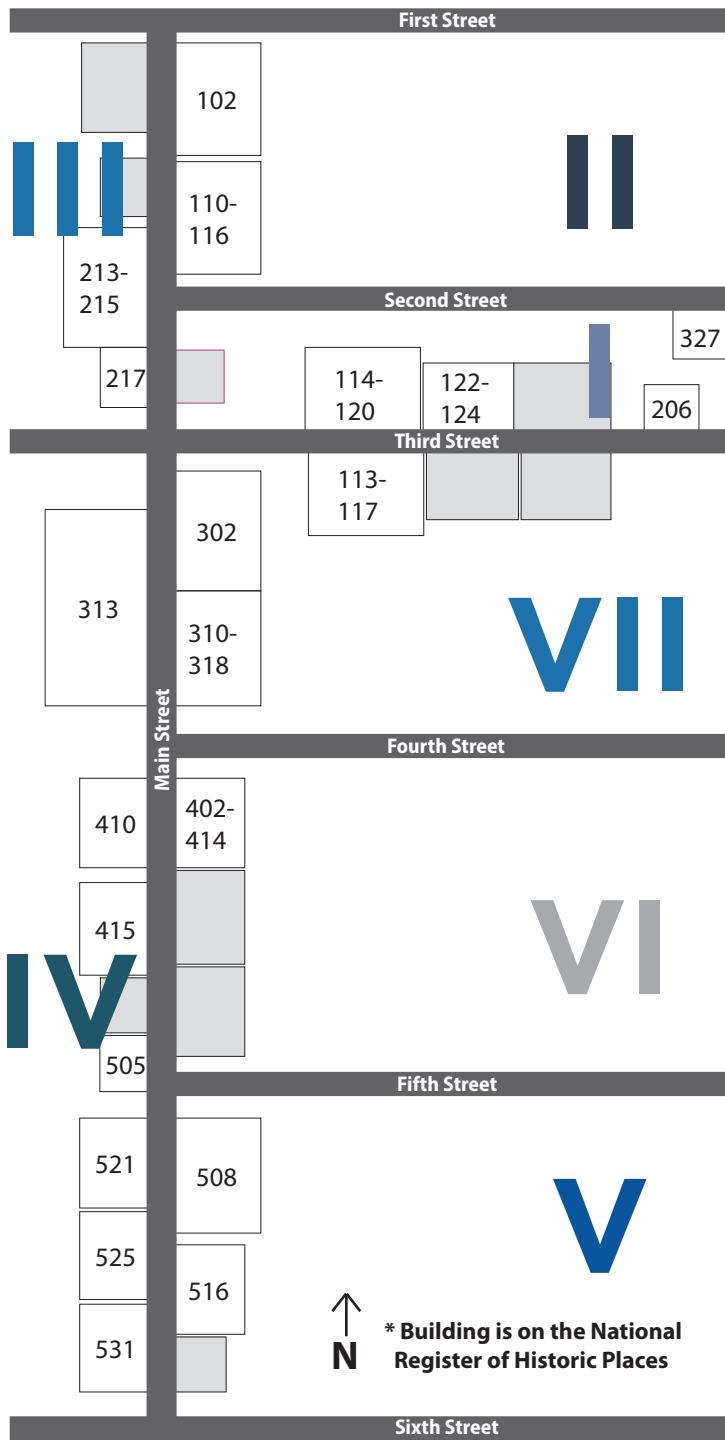 First Street
102
III
II
110-
116
213-
215
Second Street
327
217
114-
120
122-
124
I
206
Third Street
113-
117
302
313
310-
318
VII
Main Street
Fourth Street
410
402-
414
415
VI
IV
505
Fifth Street
521
508
V
525
516
531
N
* Building is on the National
Register of Historic Places
Sixth Street